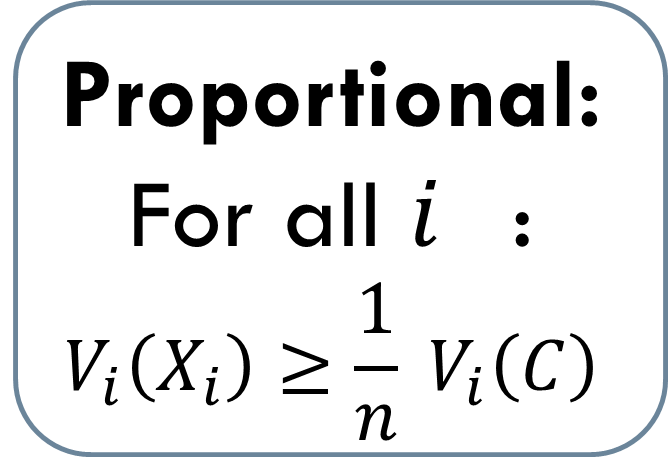 Proportional:
For all 𝑖 :
𝑉ᵢ(𝑋ᵢ) ≥ 1/𝑛 𝑉ᵢ(𝐶)